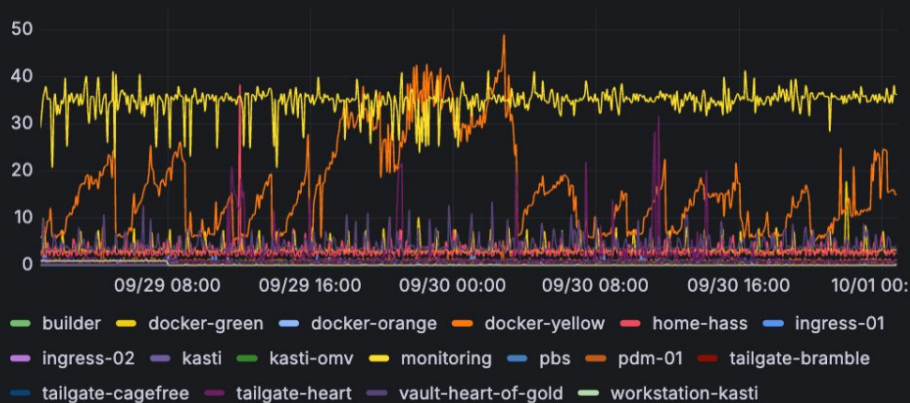 50
40
30
20
10
0
09/29 08:00 09/29 16:00 09/30 00:00 09/30 08:00 09/30 16:00 10/01 00:
builder docker-green docker-orange docker-yellow home-hass ingress-01
ingress-02 kasti kasti-omv monitoring pbs pdm-01 tailgate-bramble
tailgate-cagefree tailgate-heart vault-heart-of-gold workstation-kasti